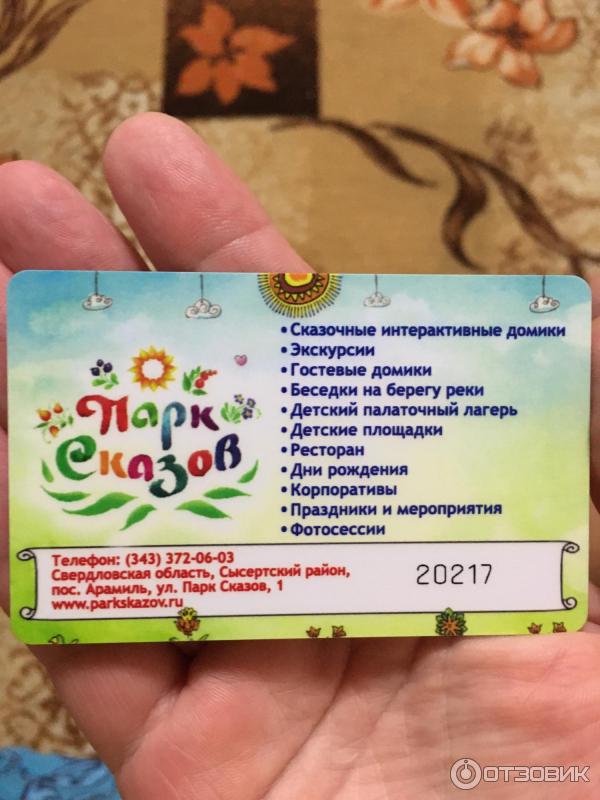 Парк
Сказов
• Сказочные интерактивные домики
• Экскурсии
• Гостевые домики
• Беседки на берегу реки
• Детский палаточный лагерь
• Детские площадки
• Ресторан
• Дни рождения
• Корпоративы
• Праздники и мероприятия
• Фотосессии
Телефон: (343) 372-06-03
Свердловская область, Сысертский район,
пос. Арамиль, ул. Парк Сказов, 1
www.parkskazov.ru
20217
ОТЗОВИК